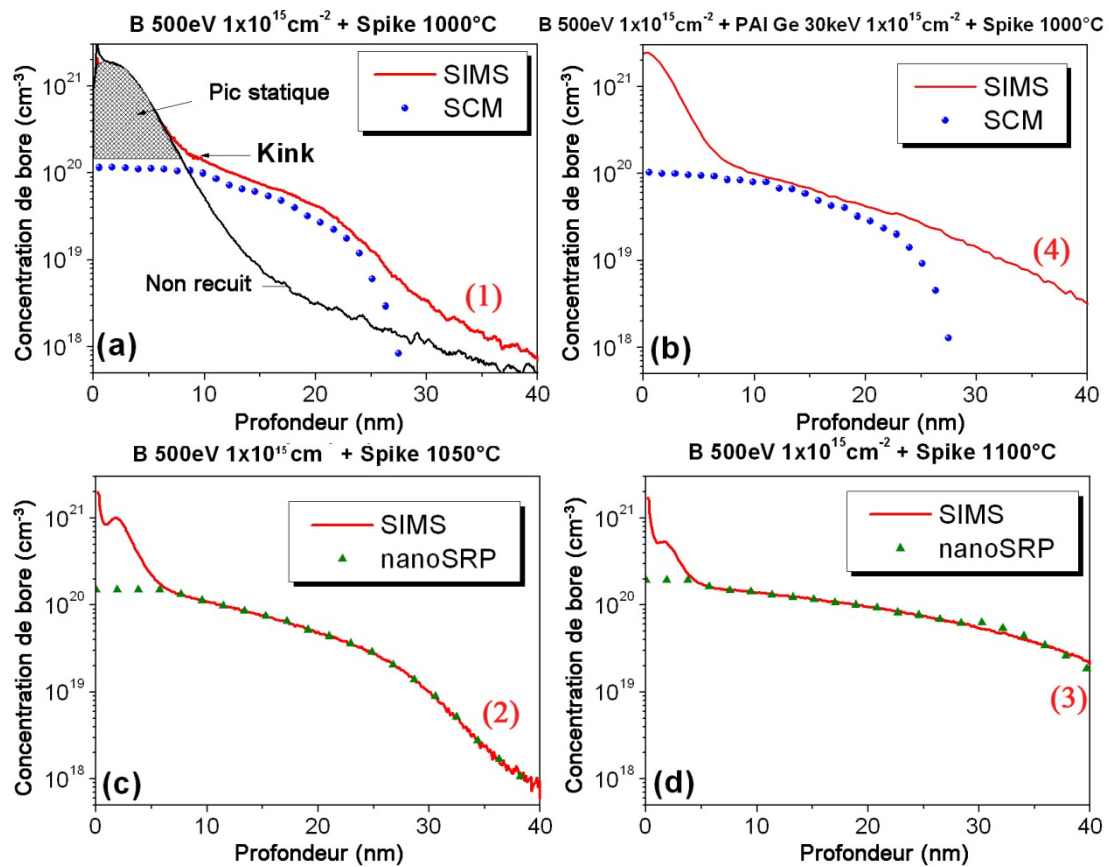 B 500eV 1x10¹⁵cm⁻² + Spike 1000°C
SIMS
SCM
Pic statique
Kink
Non recuit
(1)
(a)
10²¹
10²⁰
10¹⁹
10¹⁸
Concentration de bore (cm⁻³)
0 10 20 30 40
Profondeur (nm)
B 500eV 1x10¹⁵cm⁻² + PAI Ge 30keV 1x10¹⁵cm⁻² + Spike 1000°C
SIMS
SCM
(4)
(b)
10²¹
10²⁰
10¹⁹
10¹⁸
Concentration de bore (cm⁻³)
0 10 20 30 40
Profondeur (nm)
B 500eV 1x10¹⁵cm⁻² + Spike 1050°C
SIMS
nanoSRP
(2)
(c)
10²¹
10²⁰
10¹⁹
10¹⁸
Concentration de bore (cm⁻³)
0 10 20 30 40
Profondeur (nm)
B 500eV 1x10¹⁵cm⁻² + Spike 1100°C
SIMS
nanoSRP
(3)
(d)
10²¹
10²⁰
10¹⁹
10¹⁸
Concentration de bore (cm⁻³)
0 10 20 30 40
Profondeur (nm)